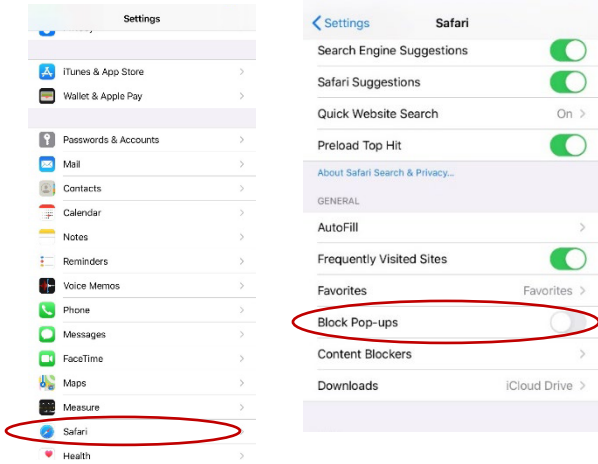 Settings
iTunes & App Store
Wallet & Apple Pay
Passwords & Accounts
Mail
Contacts
Calendar
Notes
Reminders
Voice Memos
Phone
Messages
FaceTime
Maps
Measure
Safari
Health
Settings Safari
Search Engine Suggestions
Safari Suggestions
Quick Website Search On
Preload Top Hit
About Safari Search & Privacy...
GENERAL
AutoFill
Frequently Visited Sites
Favorites Favorites
Block Pop-ups
Content Blockers
Downloads iCloud Drive